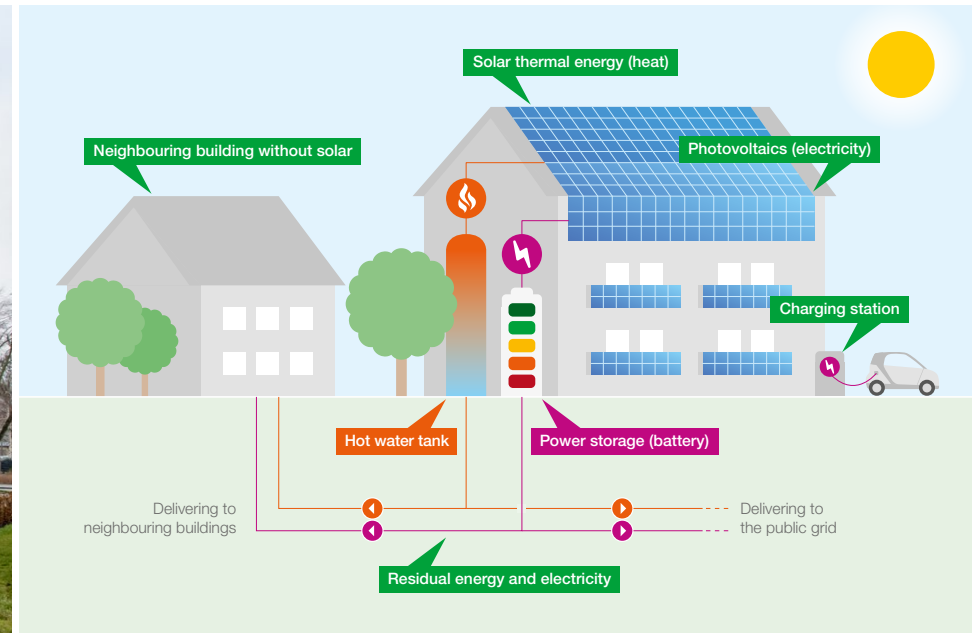 Solar thermal energy (heat)
Neighbouring building without solar
Photovoltaics (electricity)
Charging station
Hot water tank
Power storage (battery)
Delivering to
neighbouring buildings
Delivering to
the public grid
Residual energy and electricity